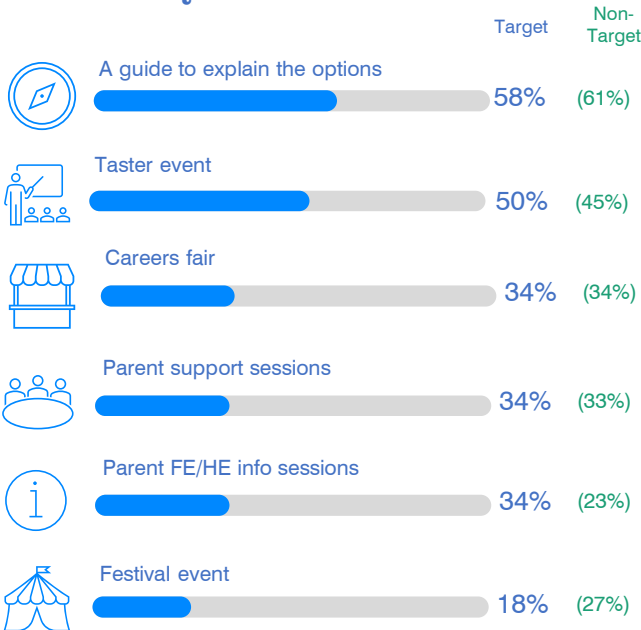 Target
Non-
Target
A guide to explain the options
58% (61%)
Taster event
50% (45%)
Careers fair
34% (34%)
Parent support sessions
34% (33%)
Parent FE/HE info sessions
34% (23%)
Festival event
18% (27%)